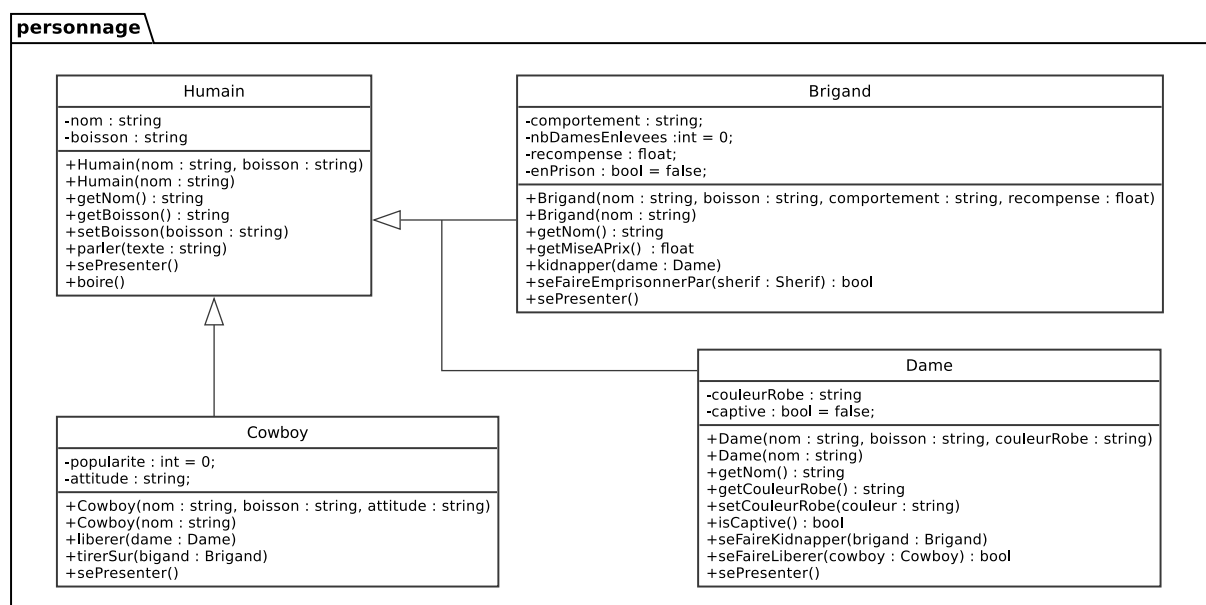 personnage
Humain
-nom : string
-boisson : string
+Humain(nom : string, boisson : string)
+Humain(nom : string)
+getNom() : string
+getBoisson() : string
+setBoisson(boisson : string)
+parler(texte : string)
+sePresenter()
+boire()
Brigand
-comportement : string;
-nbDamesEnlevees :int = 0;
-recompense : float;
-enPrison : bool = false;
+Brigand(nom : string, boisson : string, comportement : string, recompense : float)
+Brigand(nom : string)
+getNom() : string
+getMiseAPrix() : float
+kidnapper(dame : Dame)
+seFaireEmprisonnerPar(sherif : Sherif) : bool
+sePresenter()
Cowboy
-popularite : int = 0;
-attitude : string;
+Cowboy(nom : string, boisson : string, attitude : string)
+Cowboy(nom : string)
+liberer(dame : Dame)
+tirerSur(bigand : Brigand)
+sePresenter()
Dame
-couleurRobe : string
-captive : bool = false;
+Dame(nom : string, boisson : string, couleurRobe : string)
+Dame(nom : string)
+getNom() : string
+getCouleurRobe() : string
+setCouleurRobe(couleur : string)
+isCaptive() : bool
+seFaireKidnapper(brigand : Brigand)
+seFaireLiberer(cowboy : Cowboy) : bool
+sePresenter()